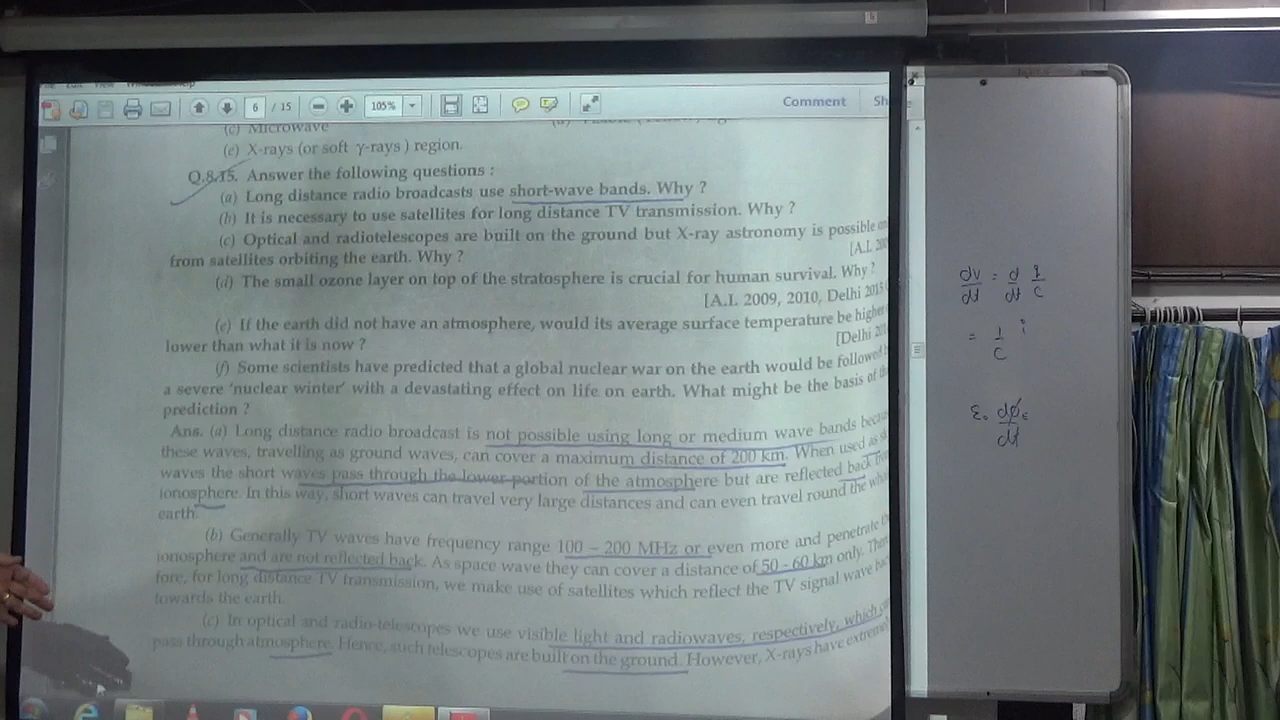 6 / 15
105%
Comment
Sh
(c) Microwave
(e) X-rays (or soft γ-rays ) region.
Q.8.15. Answer the following questions :
(a) Long distance radio broadcasts use short-wave bands. Why ?
(b) It is necessary to use satellites for long distance TV transmission. Why ?
(c) Optical and radiotelescopes are built on the ground but X-ray astronomy is possible
from satellites orbiting the earth. Why ?
[A.I.
(d) The small ozone layer on top of the stratosphere is crucial for human survival. Why ?
[A.I. 2009, 2010, Delhi 2015
(e) If the earth did not have an atmosphere, would its average surface temperature be higher
lower than what it is now ?
[Delhi
(f) Some scientists have predicted that a global nuclear war on the earth would be followed
a severe 'nuclear winter' with a devastating effect on life on earth. What might be the basis of
prediction ?
Ans. (a) Long distance radio broadcast is not possible using long or medium wave bands
these waves, travelling as ground waves, can cover a maximum distance of 200 km. When used as
waves the short waves pass through the lower portion of the atmosphere but are reflected back
ionosphere. In this way, short waves can travel very large distances and can even travel round the
earth.
(b) Generally TV waves have frequency range 100 – 200 MHz or even more and penetrate
ionosphere and are not reflected back. As space wave they can cover a distance of 50 - 60 km only.
fore, for long distance TV transmission, we make use of satellites which reflect the TV signal wave
towards the earth.
(c) In optical and radio-telescopes we use visible light and radiowaves, respectively, which
pass through atmosphere. Hence, such telescopes are built on the ground. However, X-rays have
dv/dt = d/dt q/c
= 1/c i
ε₀ dφε/dt